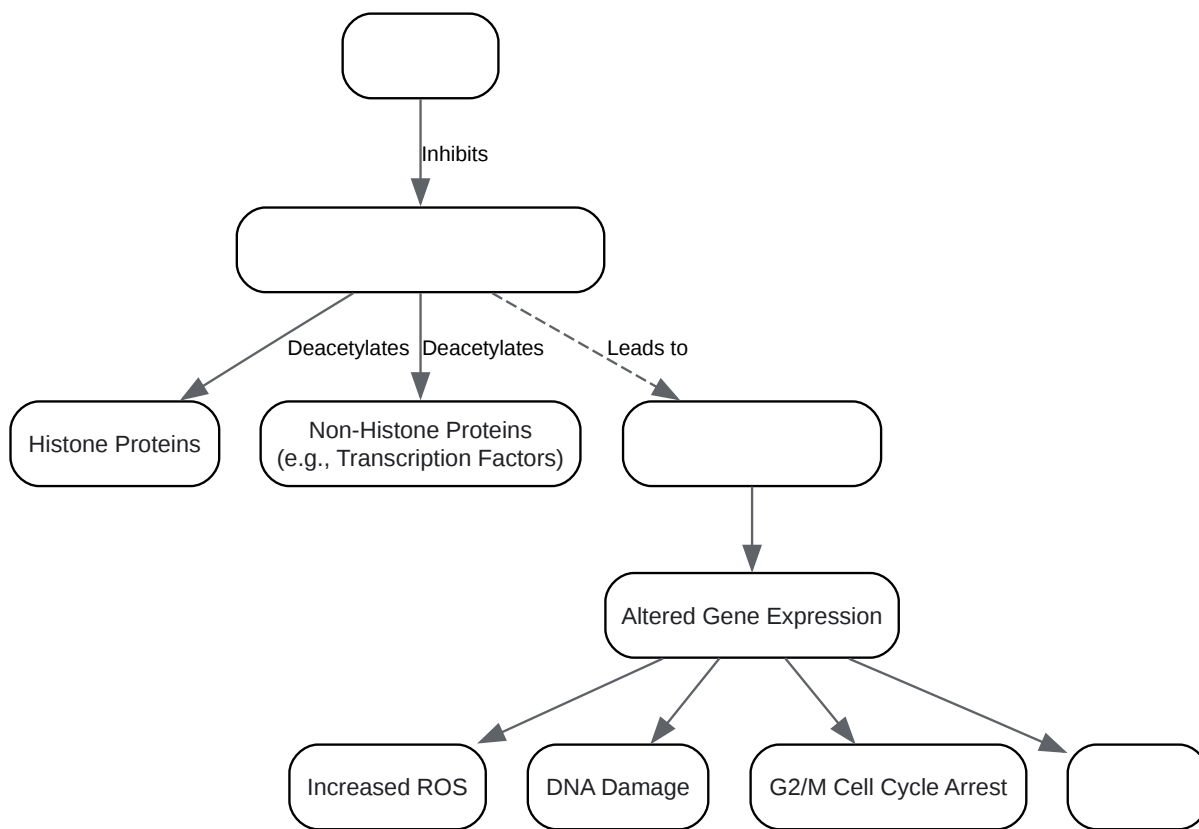 Inhibits
Deacetylates
Deacetylates
Leads to
Histone Proteins
Non-Histone Proteins
(e.g., Transcription Factors)
Altered Gene Expression
Increased ROS
DNA Damage
G2/M Cell Cycle Arrest